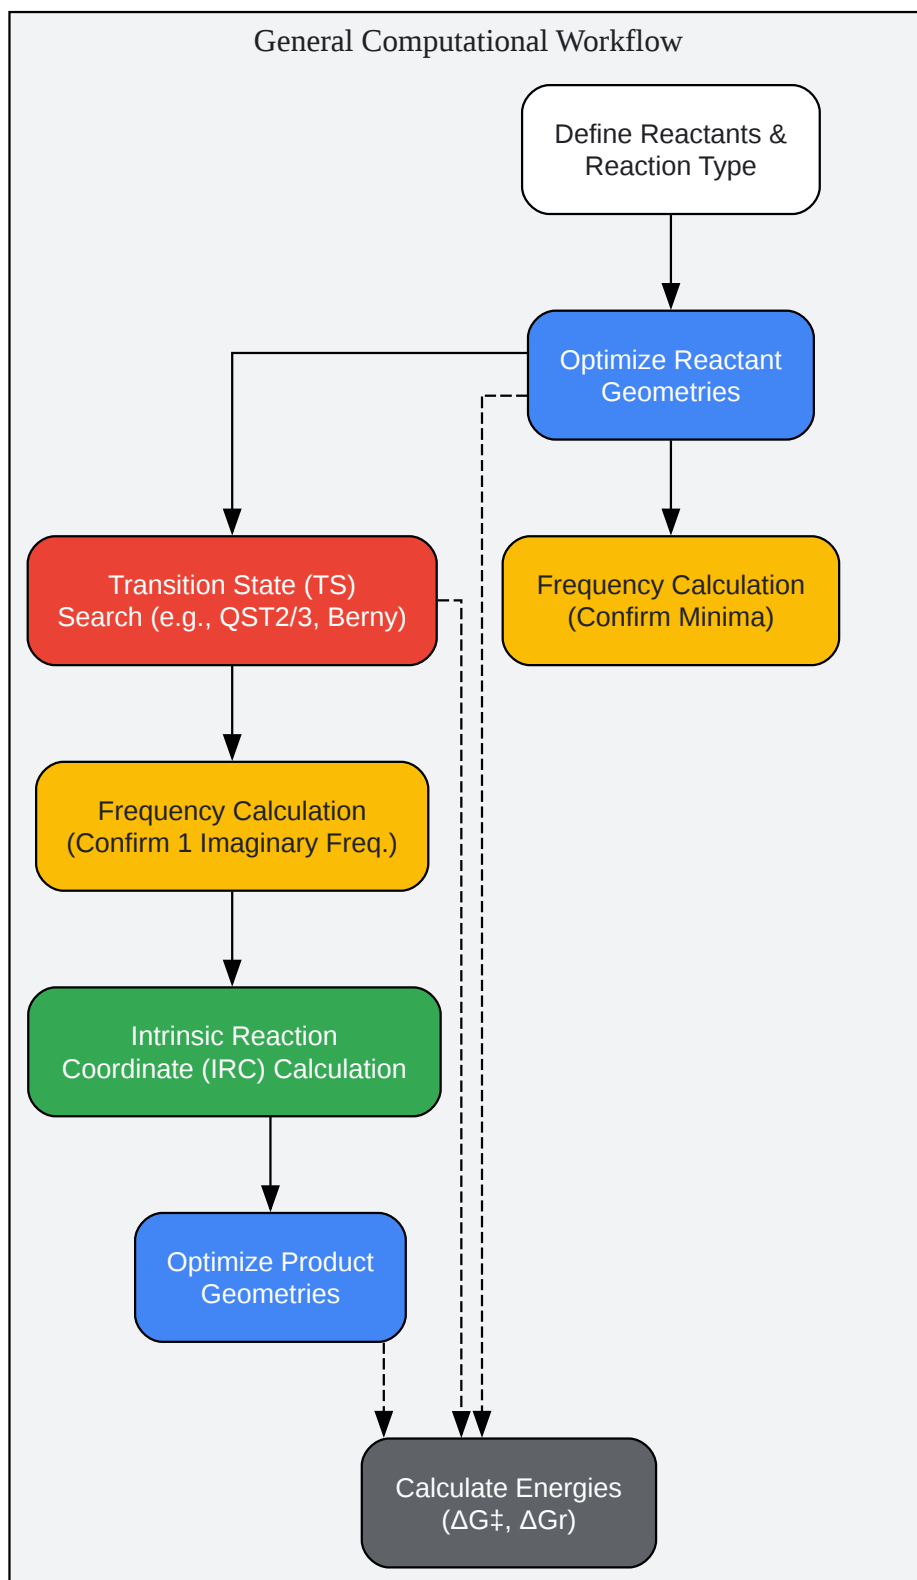 General Computational Workflow
Define Reactants &
Reaction Type
Optimize Reactant
Geometries
Transition State (TS)
Search (e.g., QST2/3, Berny)
Frequency Calculation
(Confirm Minima)
Frequency Calculation
(Confirm 1 Imaginary Freq.)
Intrinsic Reaction
Coordinate (IRC) Calculation
Optimize Product
Geometries
Calculate Energies
(ΔG‡, ΔGr)